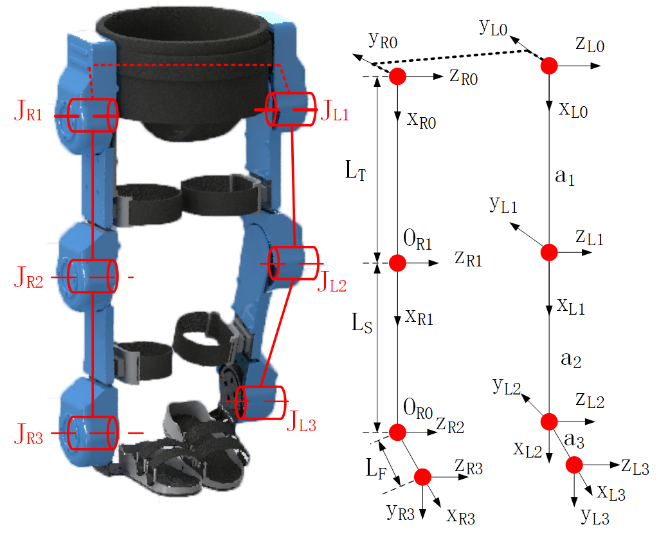 yR0
zR0
xR0
yL0
zL0
xL0
JR1
JL1
LT
a1
yL1
OR1
zR1
zL1
JR2
JL2
xR1
xL1
LS
a2
yL2
OR0
zR2
zL2
JR3
JL3
xL2
a3
LF
zR3
zL3
yR3
xR3
xL3
yL3